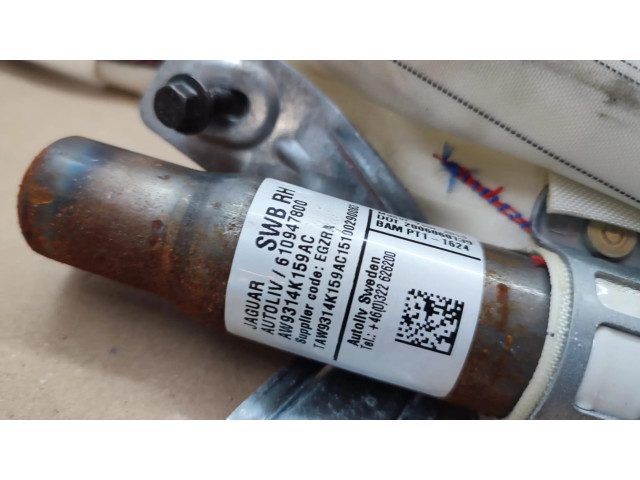 JAGUAR SWB RH
AUTOLIV / 610947800
AW9314K159AC
Supplier code: EGZRA
TAW9314K159AC15100290083
BAM PT1 - 1624
Autoliv Sweden
Tel.: +46(0)322 626200